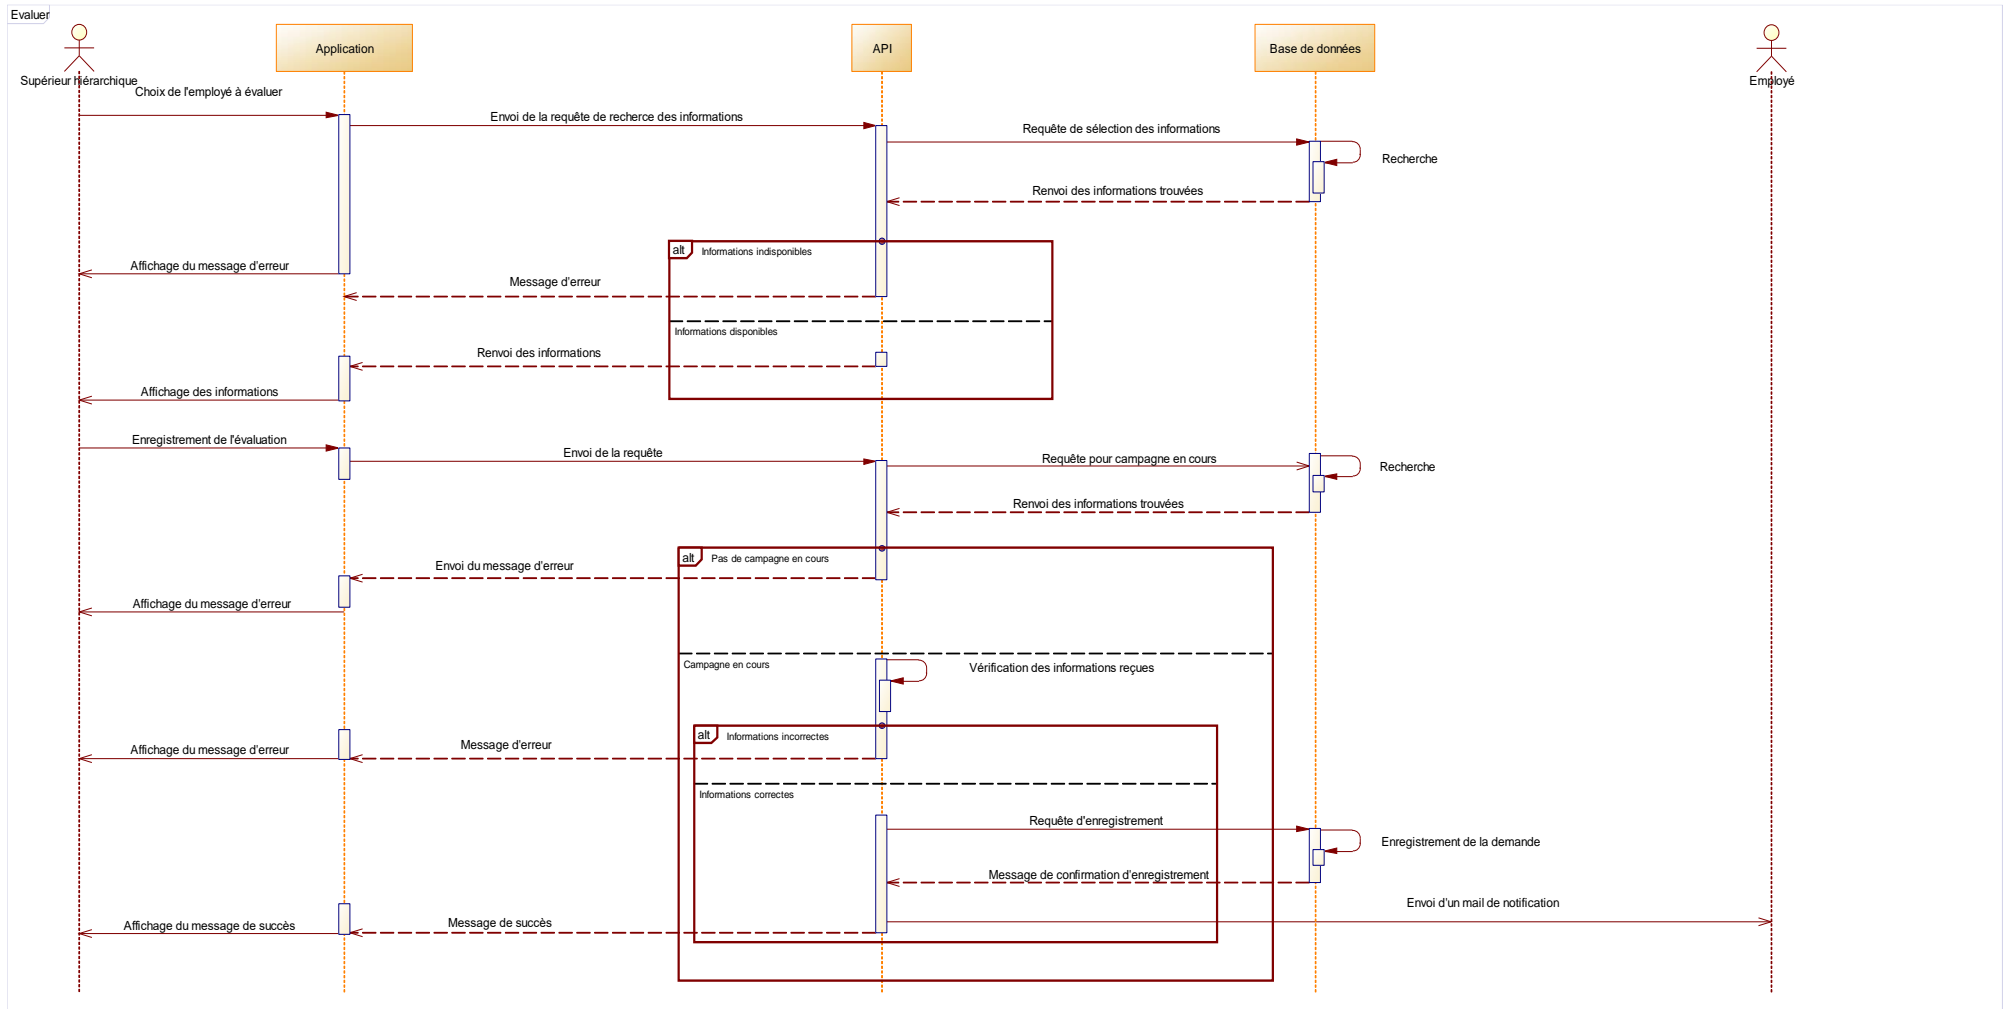 Evaluer
Application
API
Base de données
Supérieur hiérarchique
Employé
Choix de l'employé à évaluer
Envoi de la requête de recherce des informations
Requête de sélection des informations
Recherche
Renvoi des informations trouvées
alt
Informations indisponibles
Affichage du message d'erreur
Message d'erreur
Informations disponibles
Renvoi des informations
Affichage des informations
Enregistrement de l'évaluation
Envoi de la requête
Requête pour campagne en cours
Recherche
Renvoi des informations trouvées
alt
Pas de campagne en cours
Envoi du message d'erreur
Affichage du message d'erreur
Campagne en cours
Vérification des informations reçues
alt
Informations incorrectes
Affichage du message d'erreur
Message d'erreur
Informations correctes
Requête d'enregistrement
Enregistrement de la demande
Message de confirmation d'enregistrement
Envoi d'un mail de notification
Affichage du message de succès
Message de succès